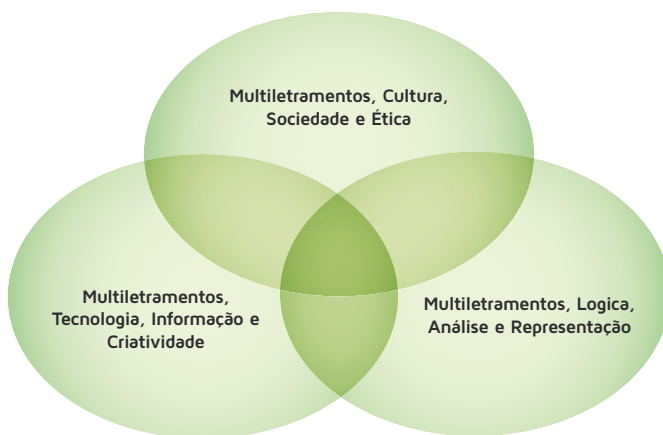 Multiletramentos, Cultura,
Sociedade e Ética
Multiletramentos,
Tecnologia, Informação e
Criatividade
Multiletramentos, Logica,
Análise e Representação